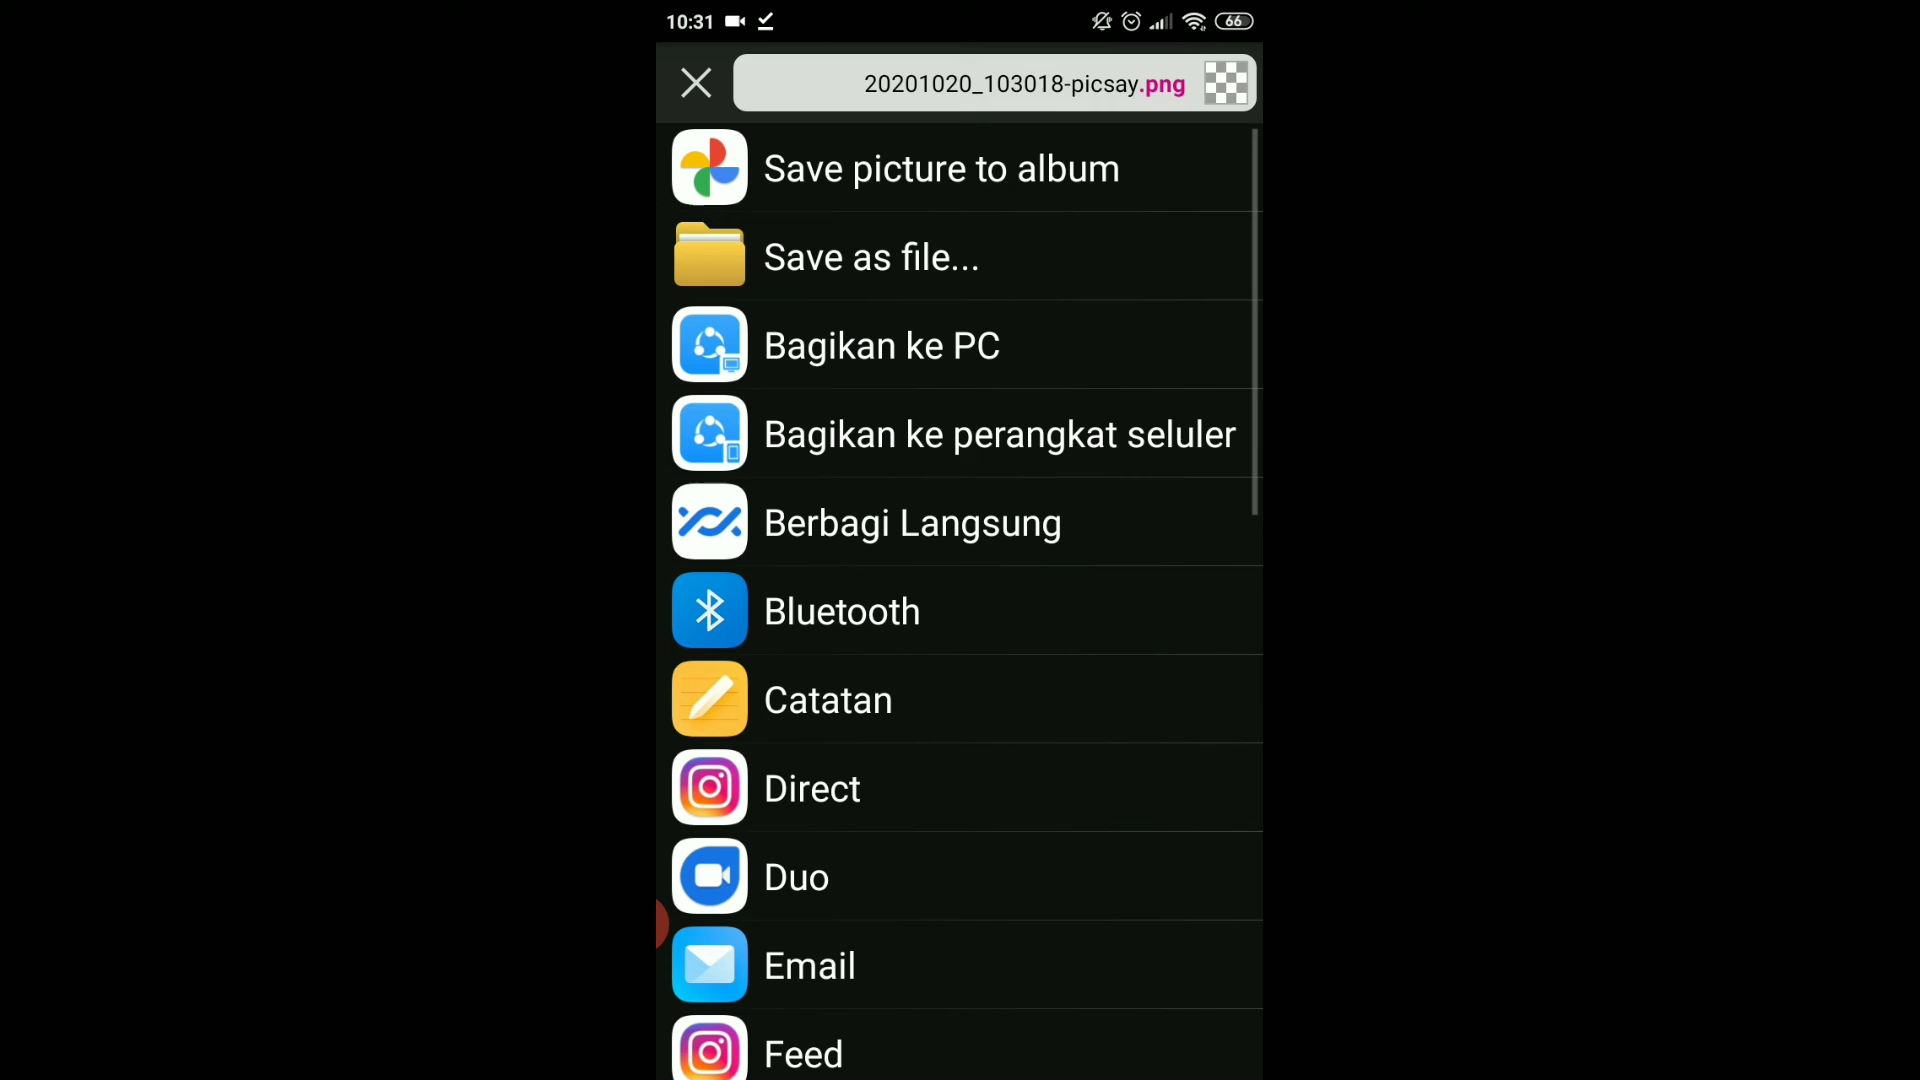 10:31 66
20201020_103018-picsay.png
Save picture to album
Save as file...
Bagikan ke PC
Bagikan ke perangkat seluler
Berbagi Langsung
Bluetooth
Catatan
Direct
Duo
Email
Feed